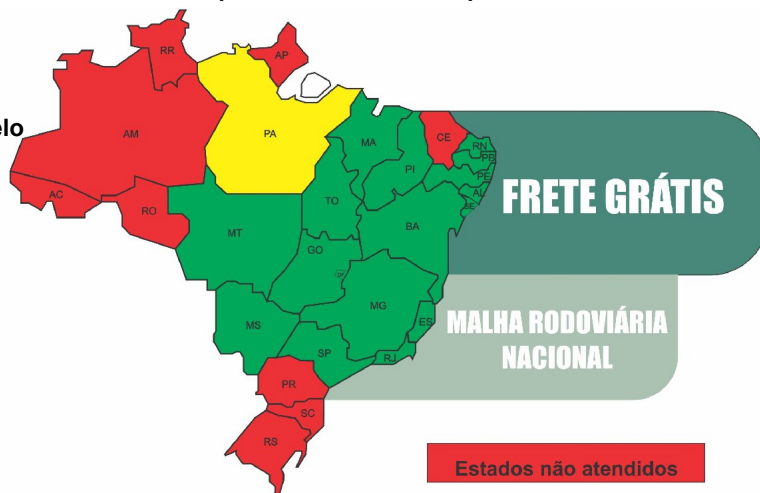 RR
AP
elo
AM
PA
MA
CE
RN
PB
PI
PE
AC
AL
RO
TO
SE
FRETE GRÁTIS
MT
BA
GO
DF
MG
MS
ES
MALHA RODOVIÁRIA
NACIONAL
SP
RJ
PR
SC
RS
Estados não atendidos